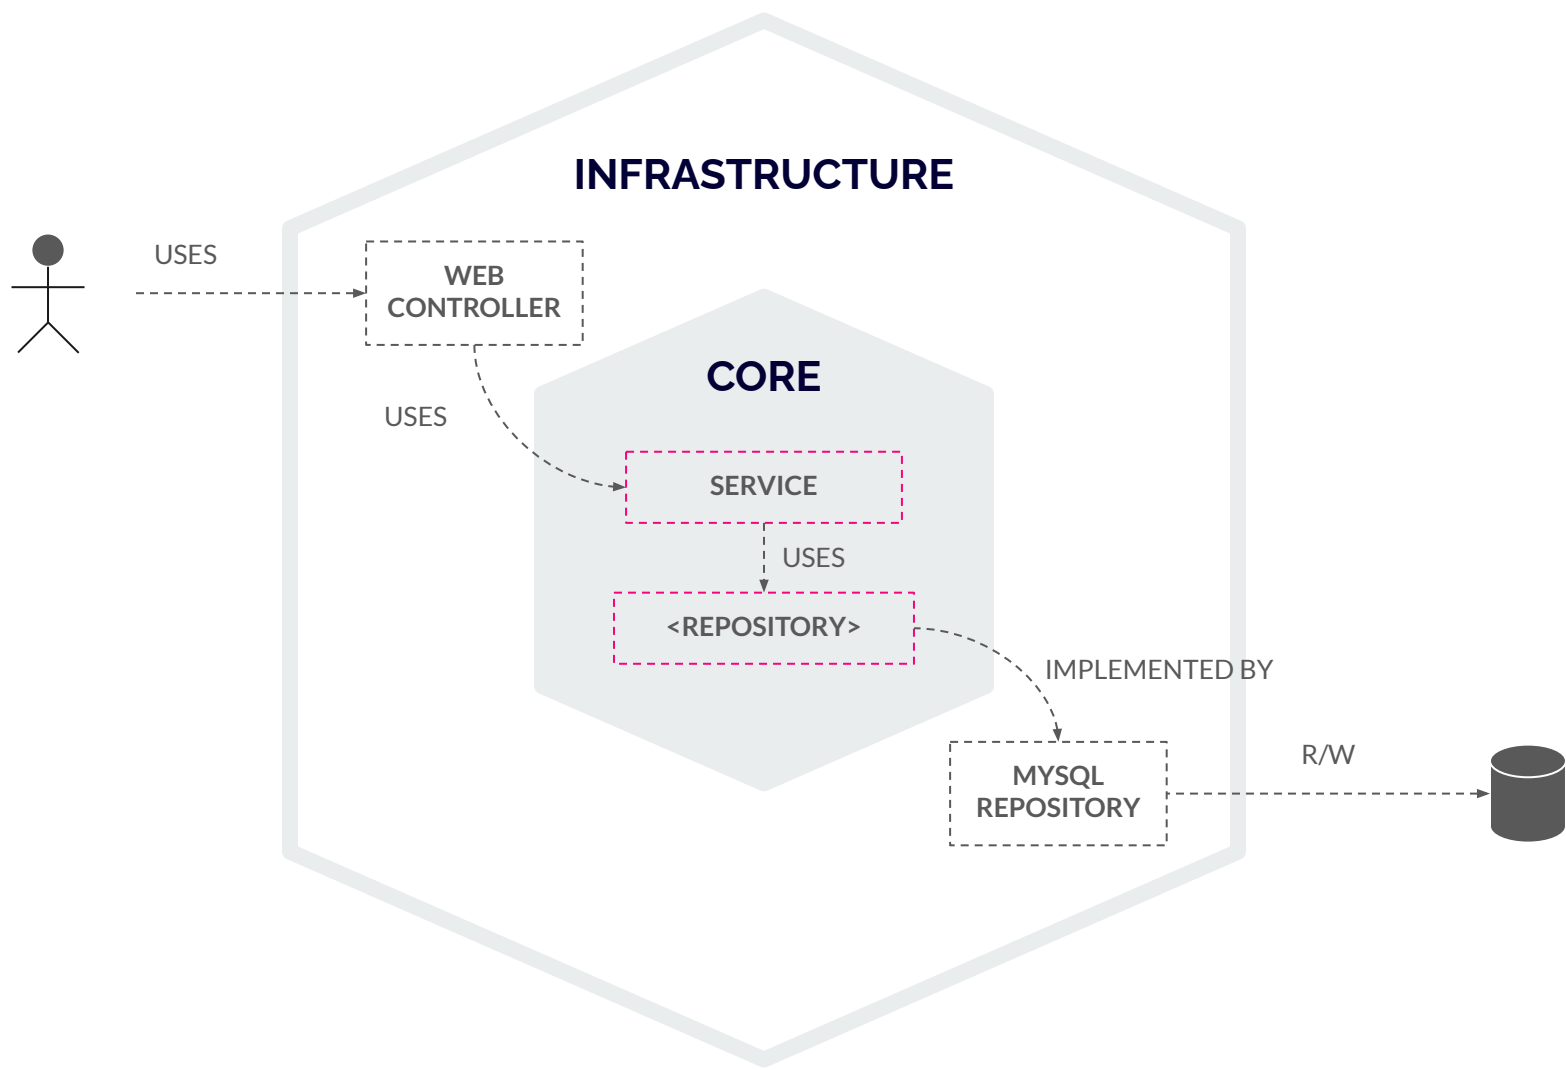 INFRASTRUCTURE
USES
WEB
CONTROLLER
CORE
USES
SERVICE
USES
<REPOSITORY>
IMPLEMENTED BY
R/W
MYSQL
REPOSITORY